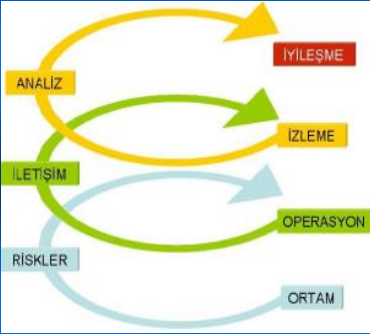 İYİLEŞME
ANALİZ
İZLEME
İLETİŞİM
OPERASYON
RİSKLER
ORTAM